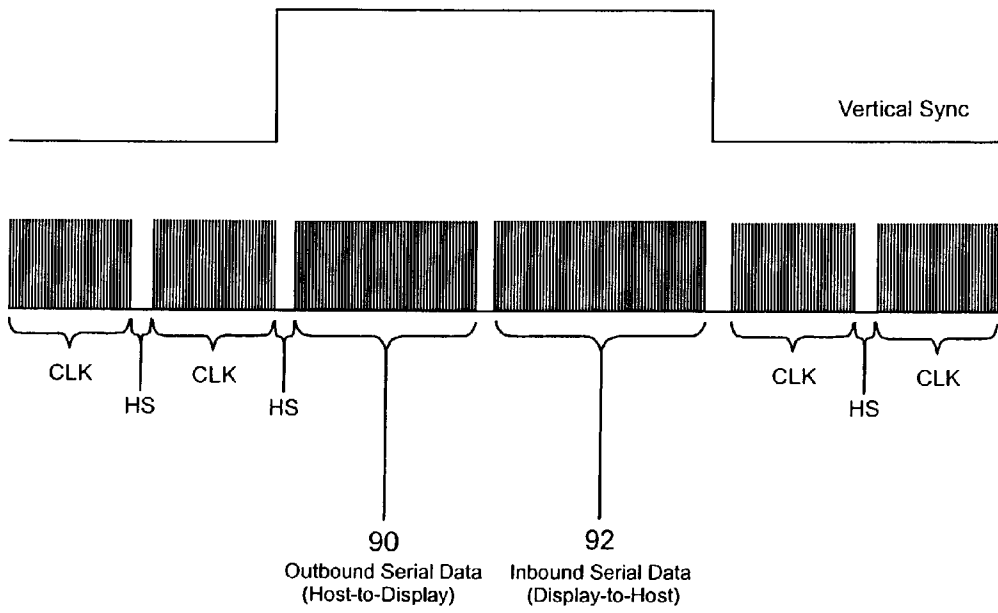 Vertical Sync
CLK
HS
CLK
HS
CLK
HS
CLK
90
Outbound Serial Data
(Host-to-Display)
92
Inbound Serial Data
(Display-to-Host)